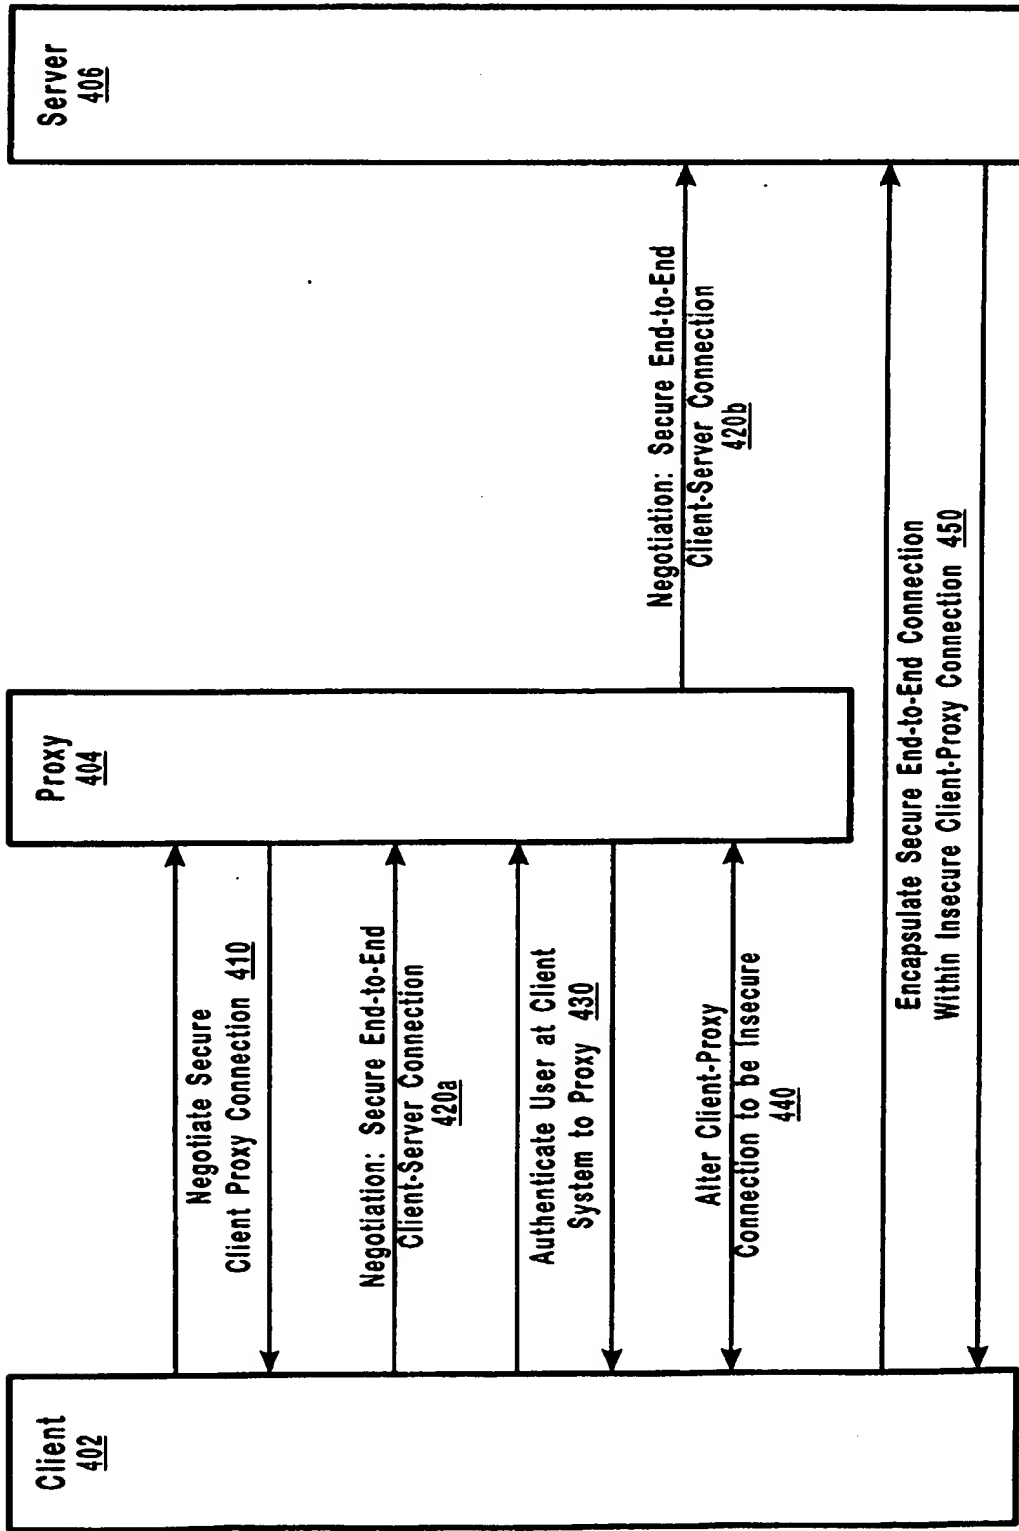 Client
402
Proxy
404
Server
406
Negotiate Secure
Client Proxy Connection 410
Negotiation: Secure End-to-End
Client-Server Connection
420a
Authenticate User at Client
System to Proxy 430
Negotiation: Secure End-to-End
Client-Server Connection
420b
Alter Client-Proxy
Connection to be Insecure
440
Encapsulate Secure End-to-End Connection
Within Insecure Client-Proxy Connection 450